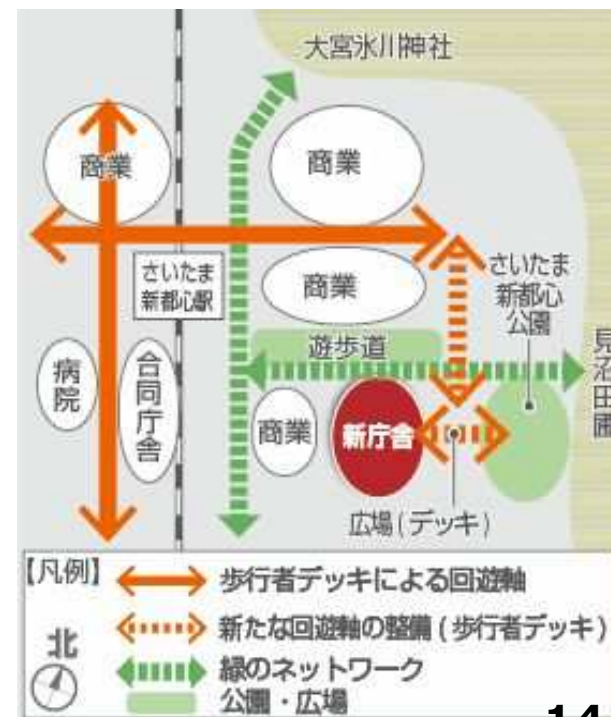 大宮氷川神社
商業
商業
さいたま
新都心駅
商業
さいたま
新都心
公園
遊歩道
見沼田圃
病院
合同庁舎
商業
新庁舎
広場(デッキ)
【凡例】
歩行者デッキによる回遊軸
新たな回遊軸の整備(歩行者デッキ)
北
緑のネットワーク
公園・広場